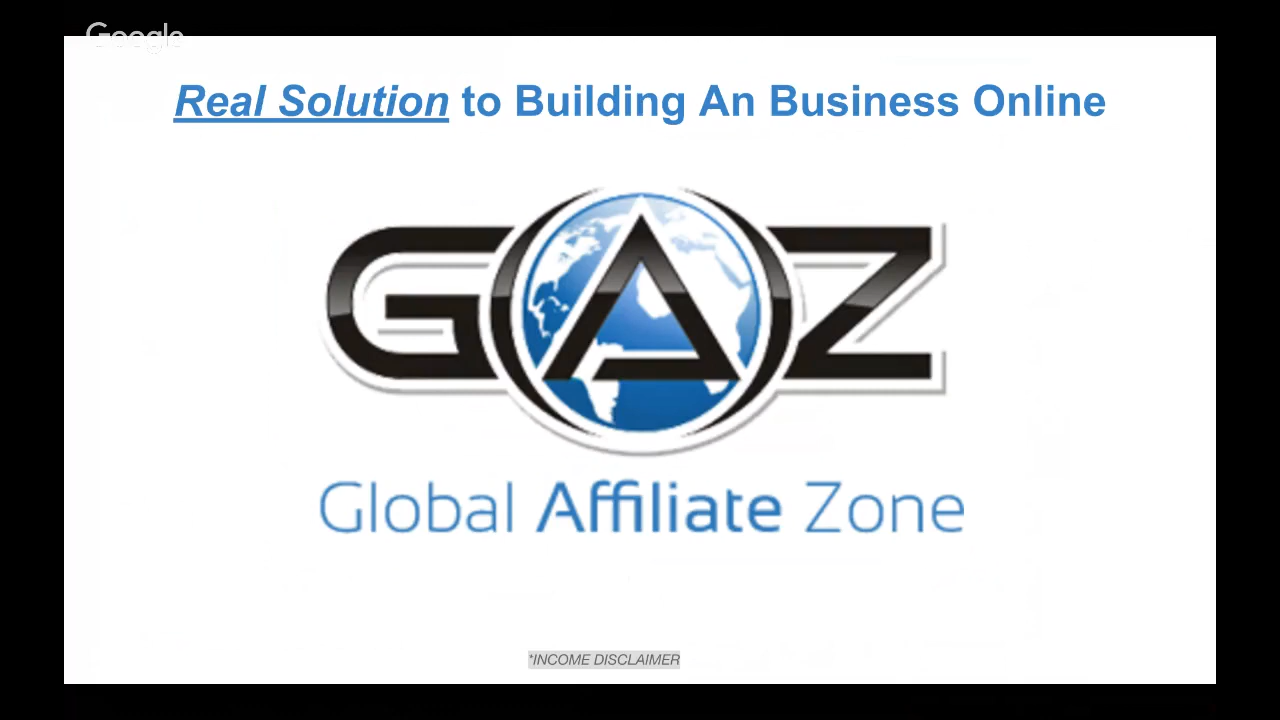 Google
Real Solution to Building An Business Online
GAZ
Global Affiliate Zone
*INCOME DISCLAIMER